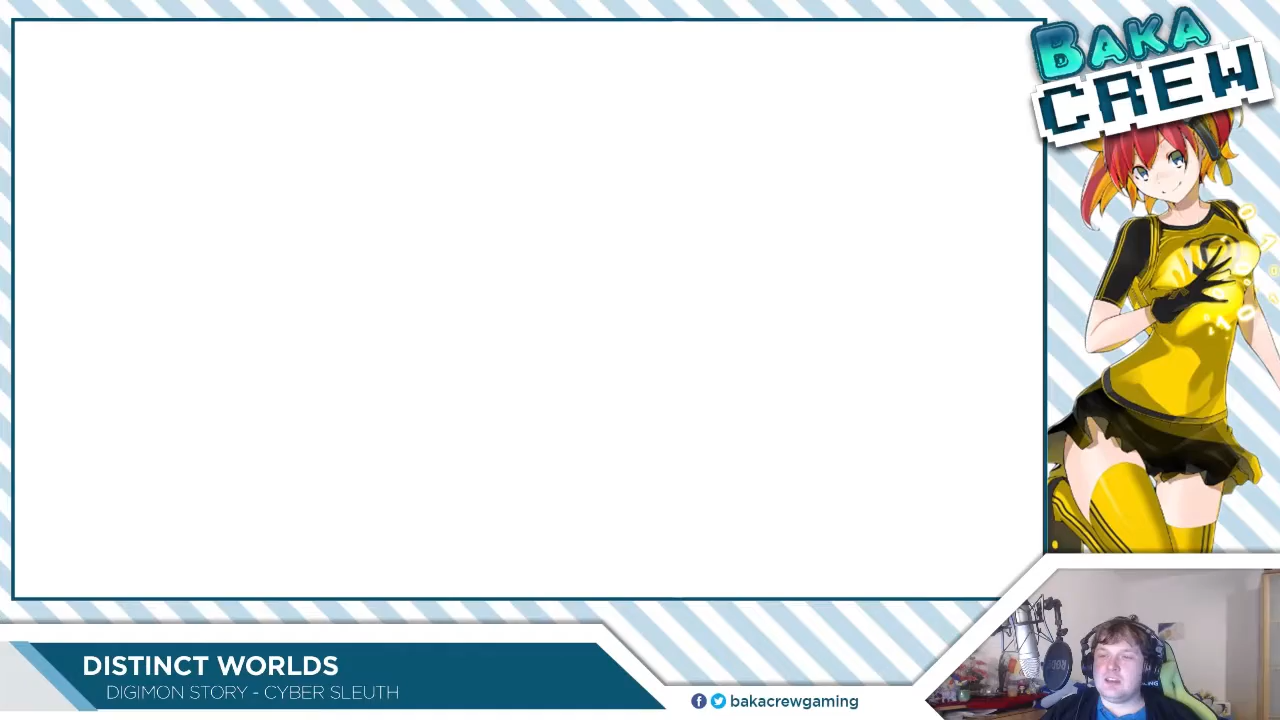 BAKA
CREW
DISTINCT WORLDS
DIGIMON STORY - CYBER SLEUTH
bakacrewgaming